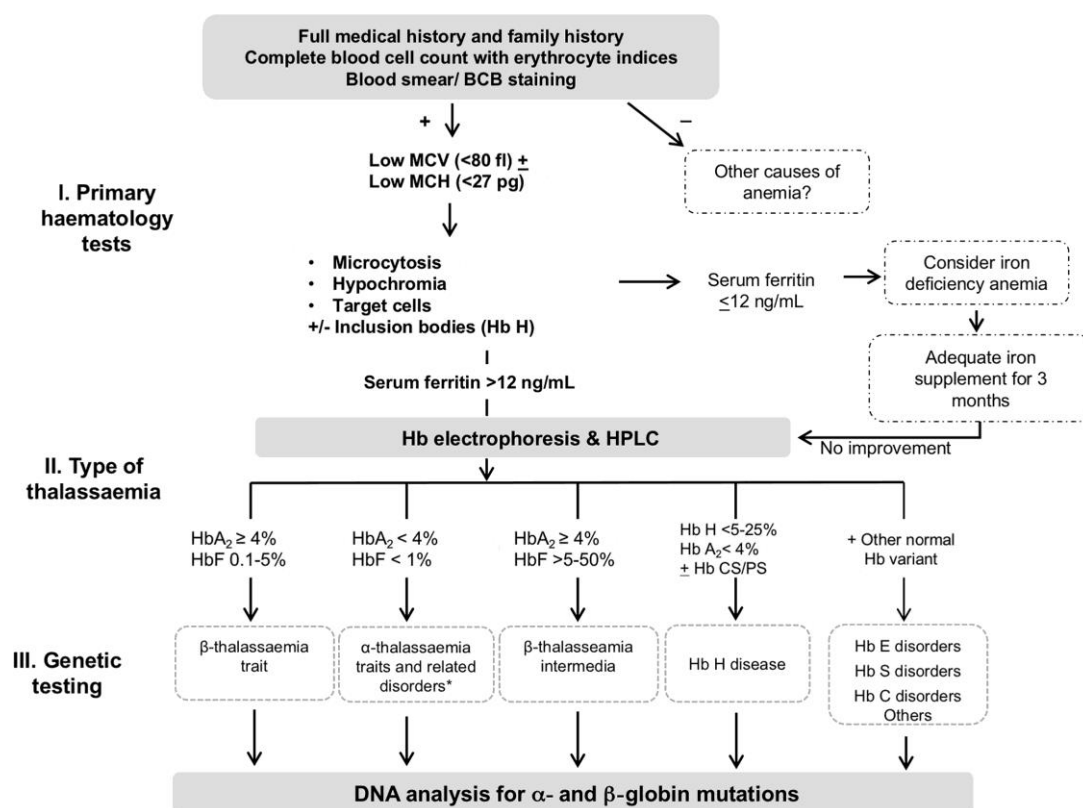 Full medical history and family history
Complete blood cell count with erythrocyte indices
Blood smear/ BCB staining
+
–
Low MCV (<80 fl) ±
Low MCH (<27 pg)
Other causes of
anemia?
I. Primary
haematology
tests
• Microcytosis
• Hypochromia
• Target cells
+/- Inclusion bodies (Hb H)
Serum ferritin
≤12 ng/mL
Consider iron
deficiency anemia
Adequate iron
supplement for 3
months
Serum ferritin >12 ng/mL
Hb electrophoresis & HPLC
No improvement
II. Type of
thalassaemia
HbA₂ ≥ 4%
HbF 0.1-5%
HbA₂ < 4%
HbF < 1%
HbA₂ ≥ 4%
HbF >5-50%
Hb H <5-25%
Hb A₂< 4%
± Hb CS/PS
+ Other normal
Hb variant
III. Genetic
testing
β-thalassaemia
trait
α-thalassaemia
traits and related
disorders*
β-thalasseamia
intermedia
Hb H disease
Hb E disorders
Hb S disorders
Hb C disorders
Others
DNA analysis for α- and β-globin mutations